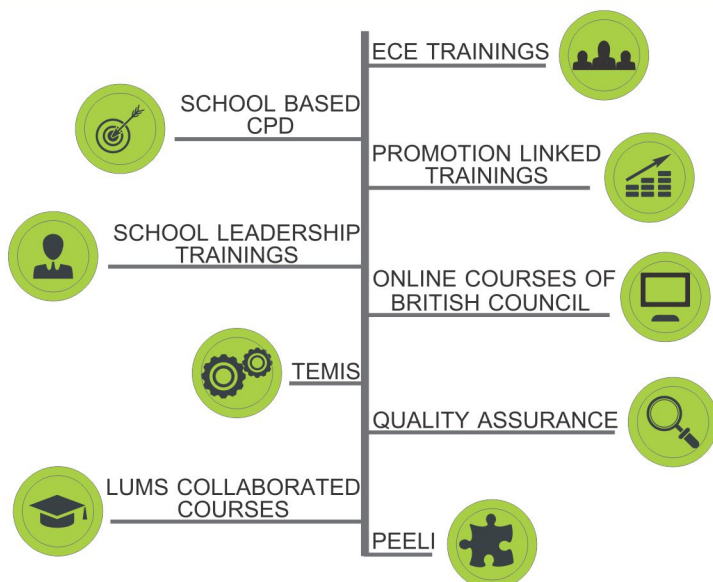 ECE TRAININGS
SCHOOL BASED
CPD
PROMOTION LINKED
TRAININGS
SCHOOL LEADERSHIP
TRAININGS
ONLINE COURSES OF
BRITISH COUNCIL
TEMIS
QUALITY ASSURANCE
LUMS COLLABORATED
COURSES
PEELI